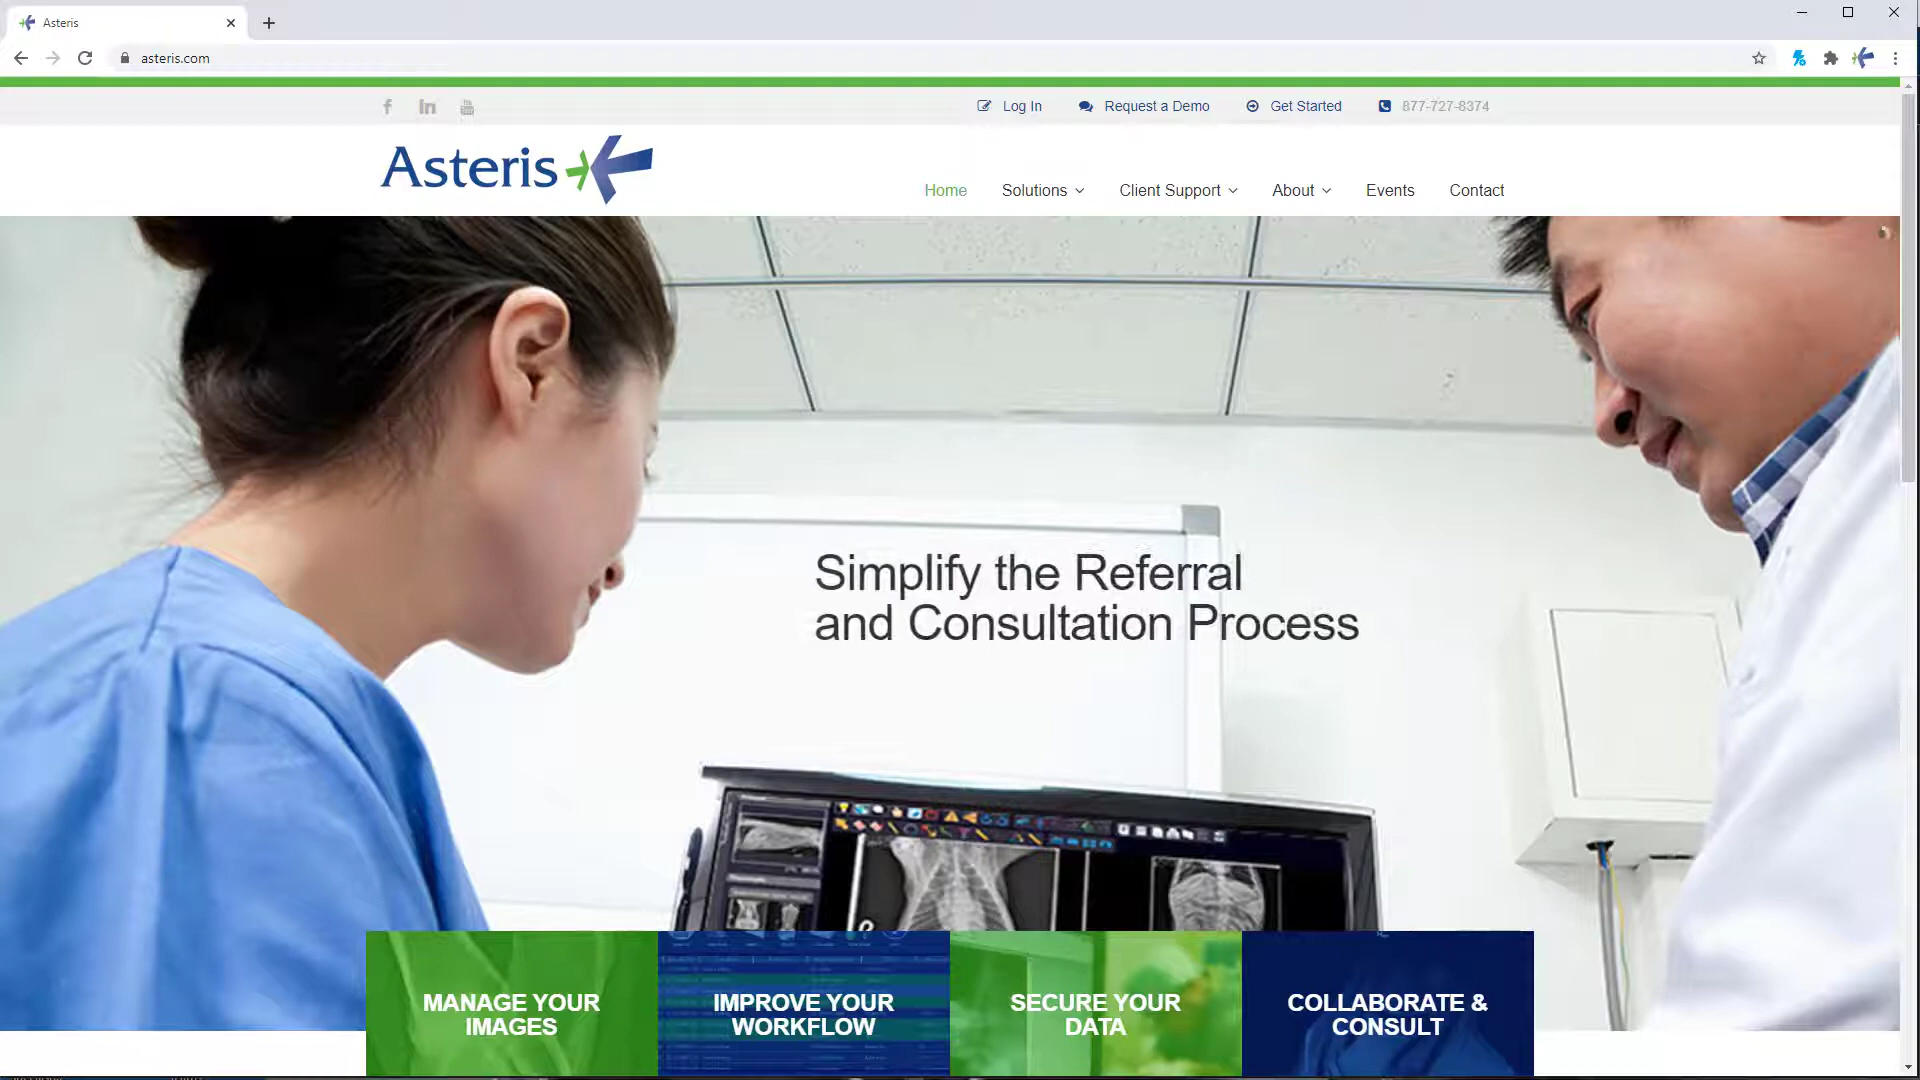 Asteris
asteris.com
Log In
Request a Demo
Get Started
877-727-8374
Asteris
Home
Solutions
Client Support
About
Events
Contact
Simplify the Referral
and Consultation Process
MANAGE YOUR
IMAGES
IMPROVE YOUR
WORKFLOW
SECURE YOUR
DATA
COLLABORATE &
CONSULT